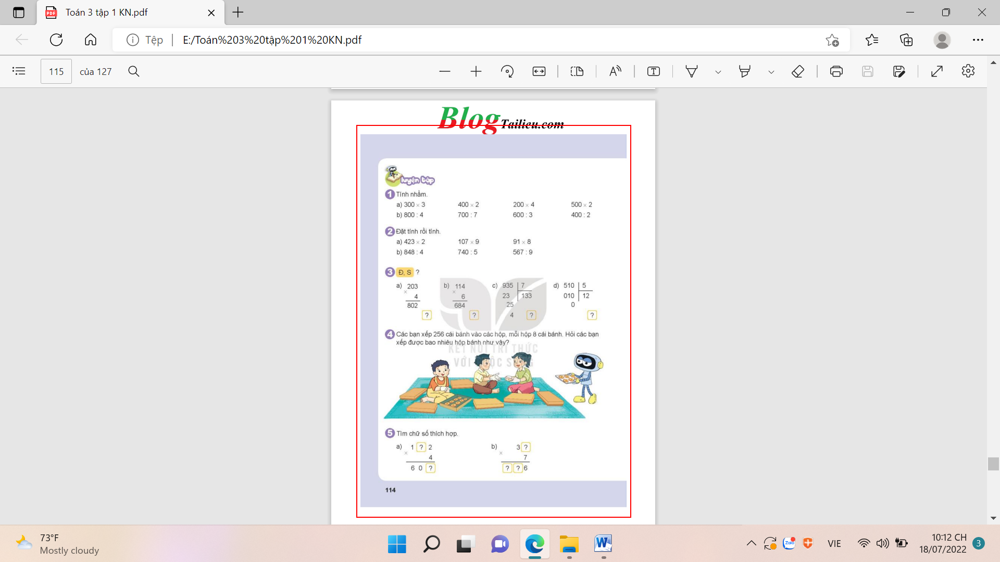 Toán 3 tập 1 KN.pdf
Tệp E:/Toán%203%20tập%201%20KN.pdf
115 của 127
Blog Tailieu.com
luyện tập
1 Tính nhẩm.
a) 300 × 3 400 × 2 200 × 4 500 × 2
b) 800 : 4 700 : 7 600 : 3 400 : 2
2 Đặt tính rồi tính.
a) 423 × 2 107 × 9 91 × 8
b) 848 : 4 740 : 5 567 : 9
3 Đ, S ?
a) 203 b) 114 c) 935 7 d) 510 5
× 4 × 6 23 133 010 12
802 684 25 0
? ? 4 ? ?
4 Các bạn xếp 256 cái bánh vào các hộp, mỗi hộp 8 cái bánh. Hỏi các bạn
xếp được bao nhiêu hộp bánh như vậy?
KẾT NỐI TRI THỨC
VỚI CUỘC SỐNG
5 Tìm chữ số thích hợp.
a) 1 ? 2 b) 3 ?
× 4 × 7
6 0 ? ? ? 6
114
73°F
Mostly cloudy
Zalo
VIE
10:12 CH
18/07/2022
3